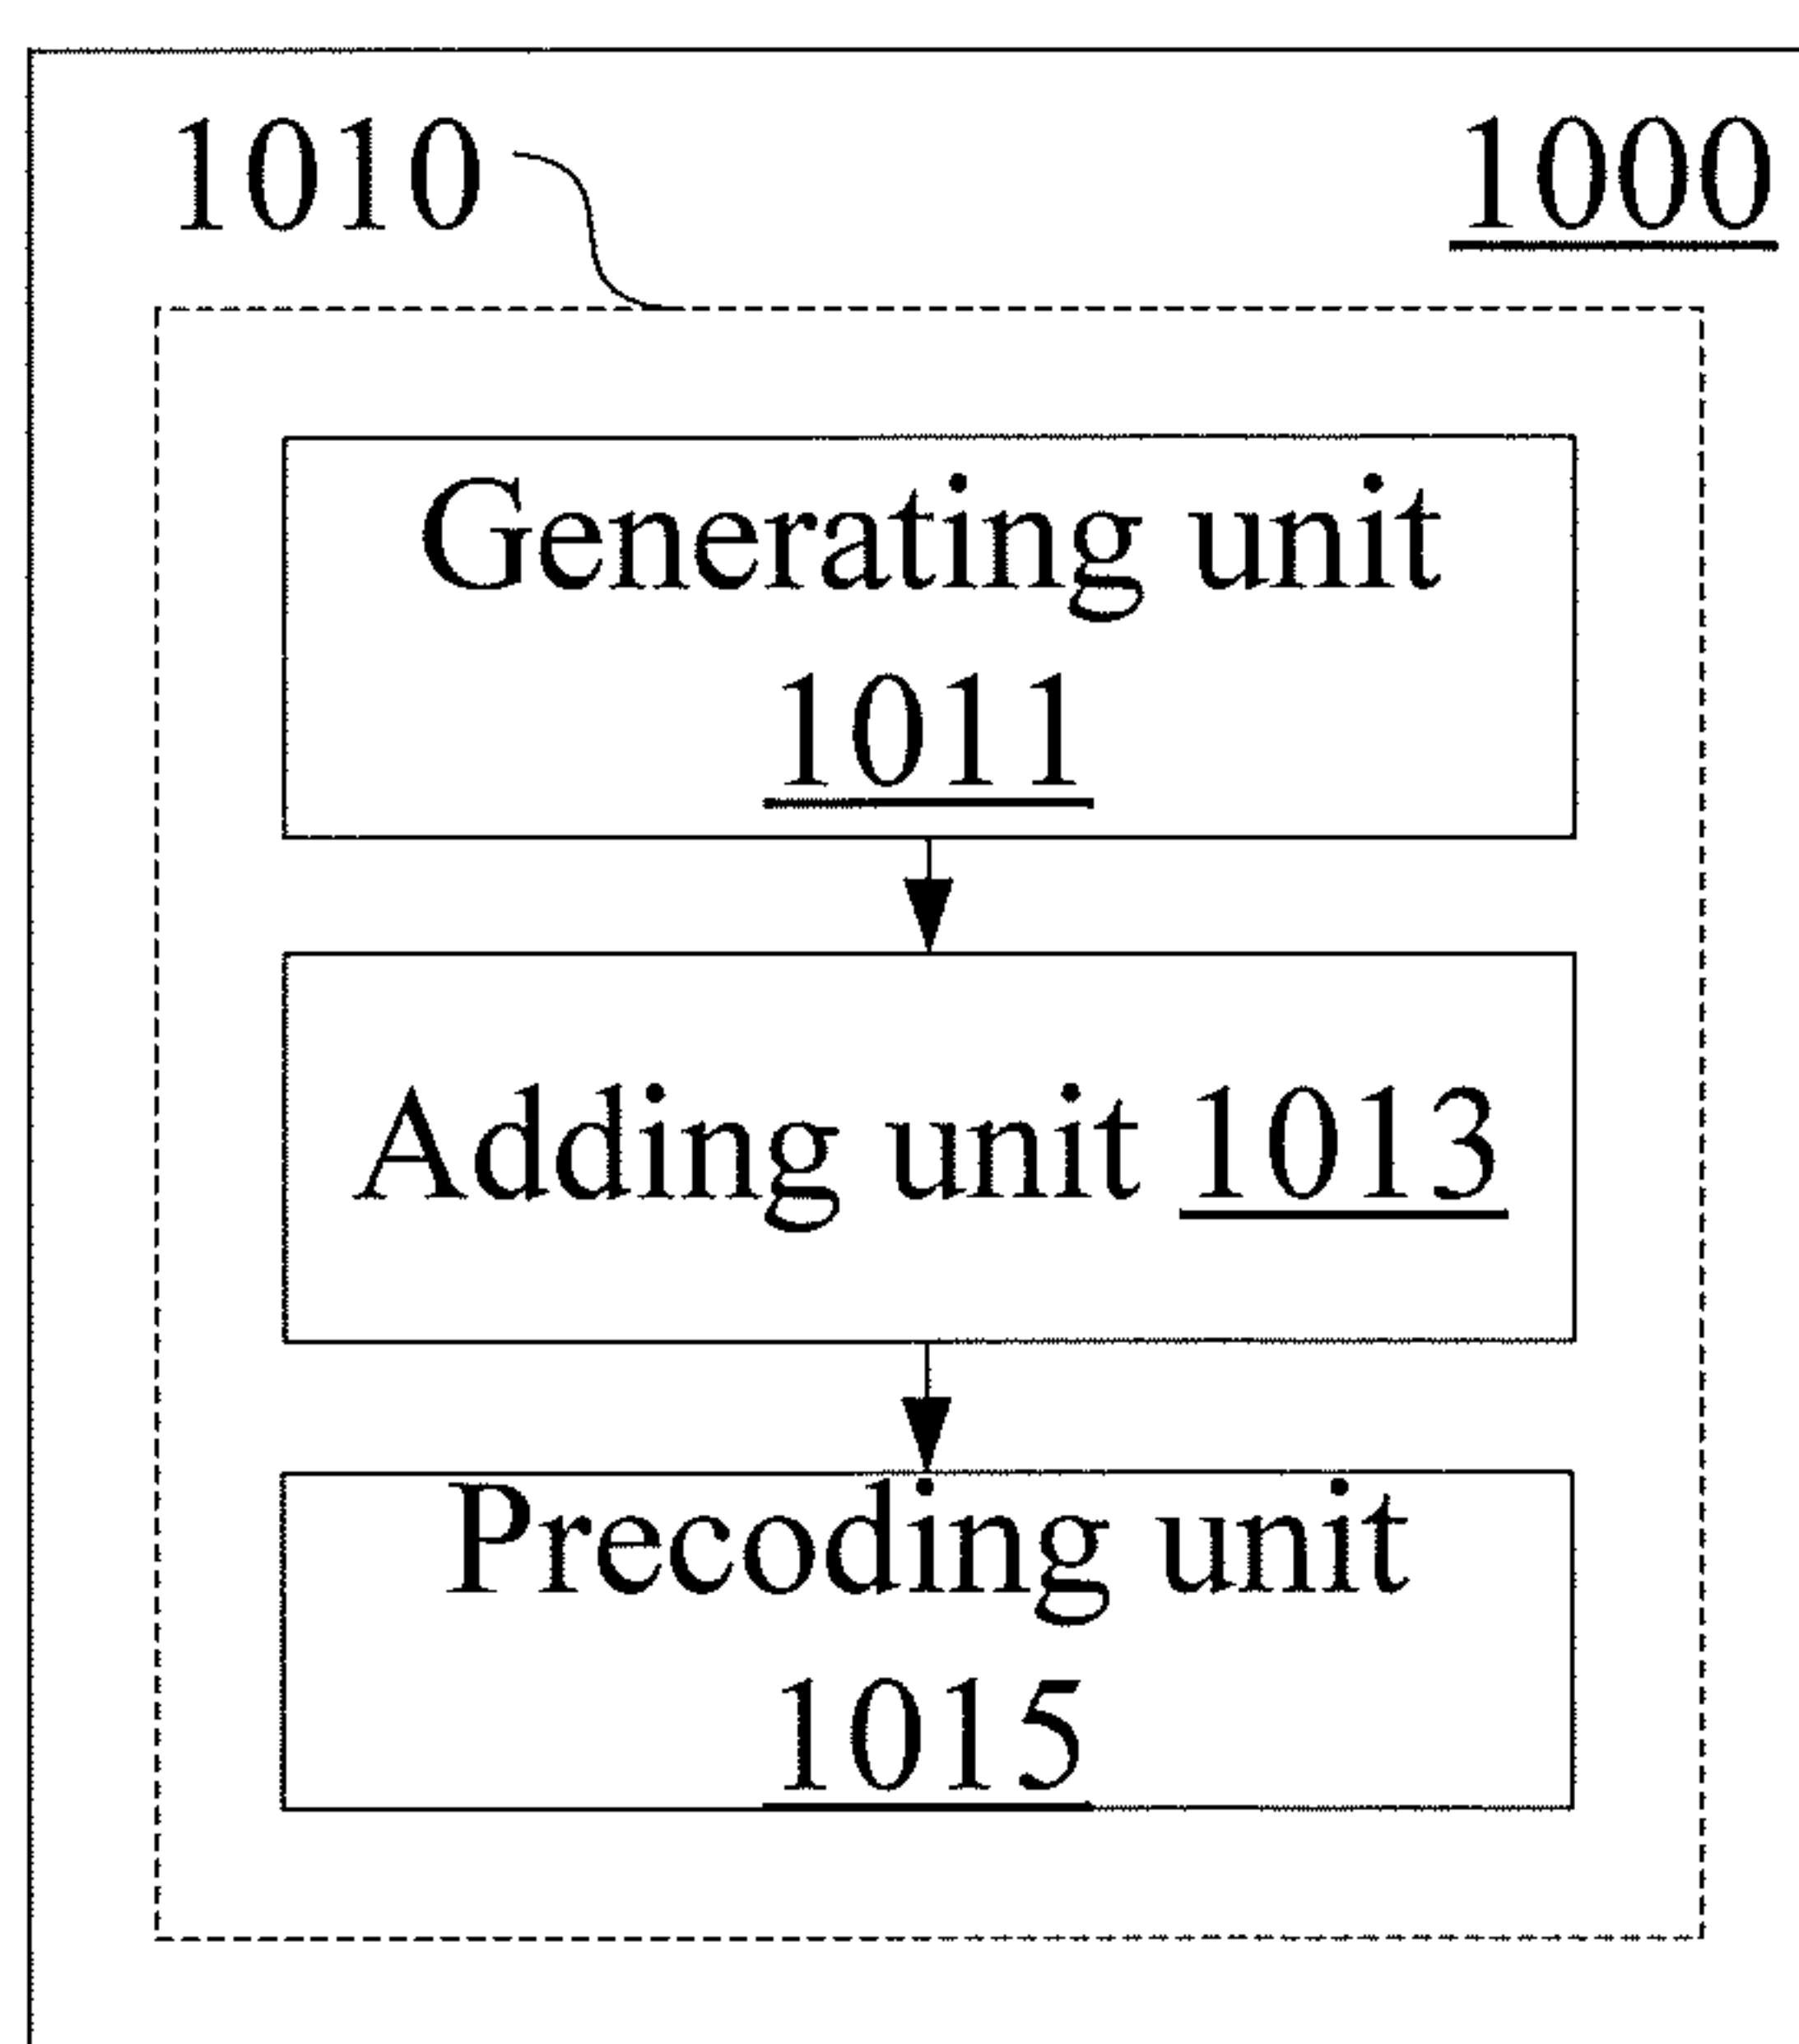 1010
1000
Generating unit
1011
Adding unit 1013
Precoding unit
1015